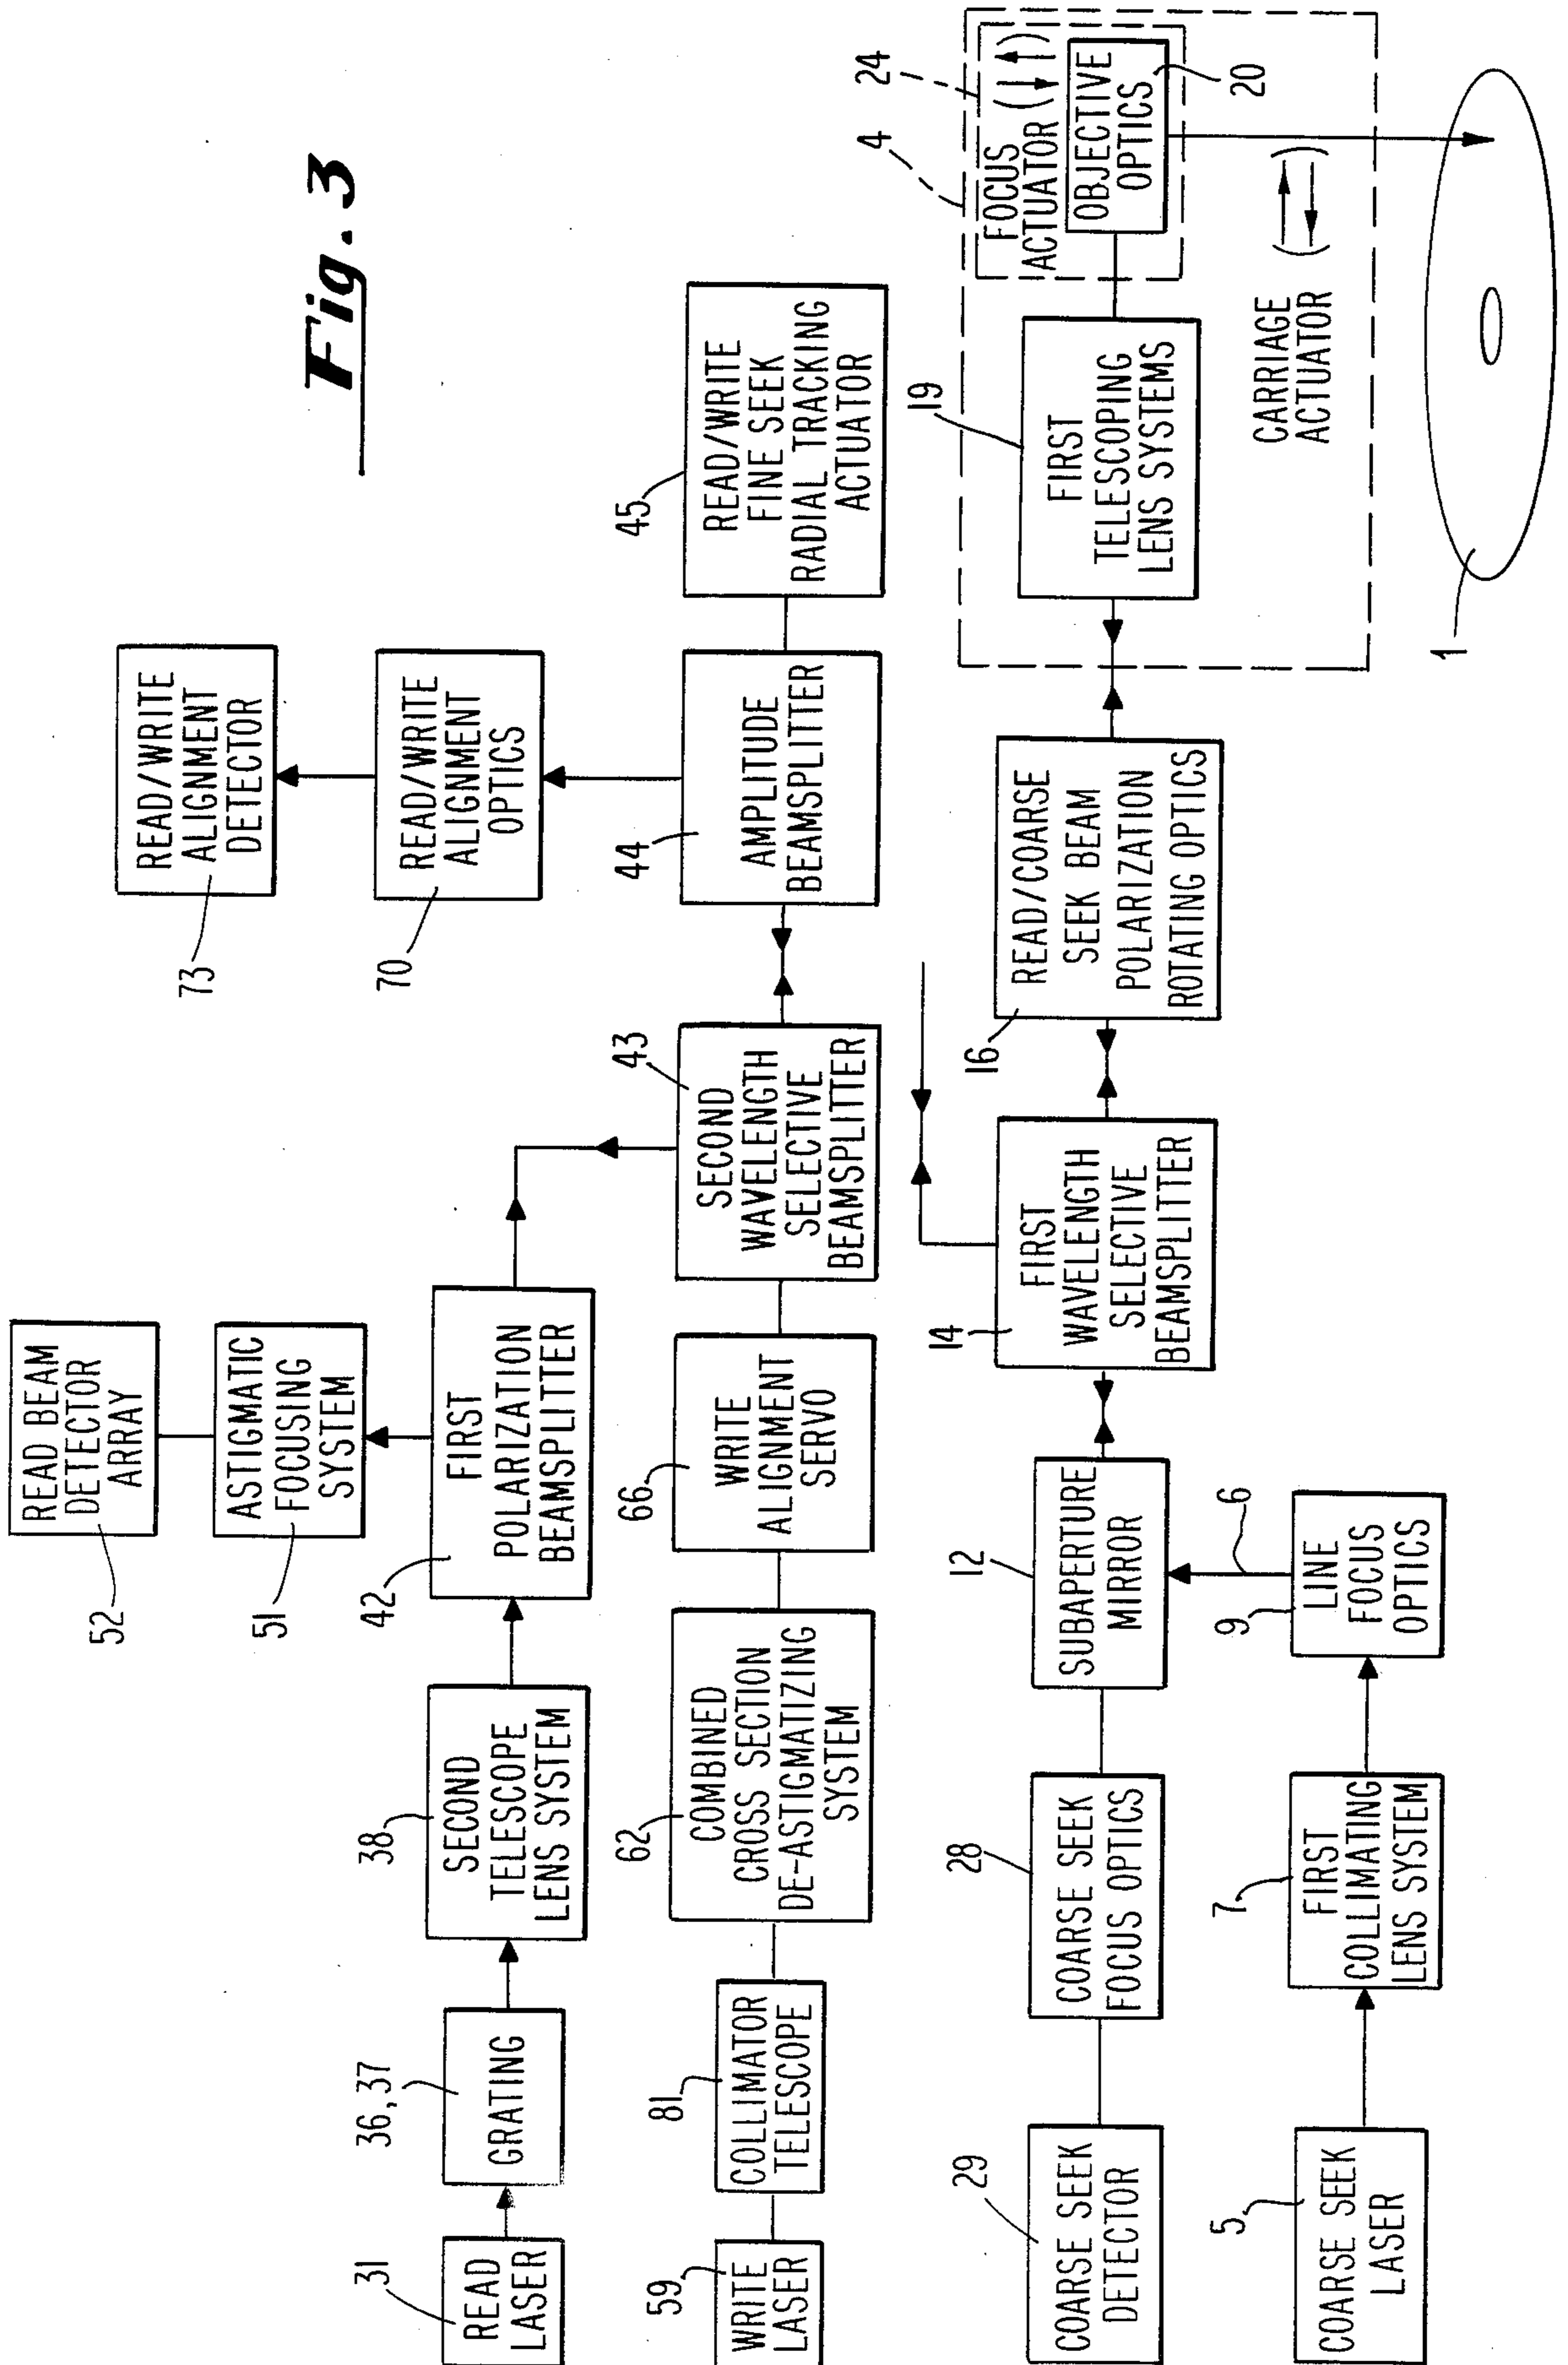 Fig. 3
52
READ BEAM
DETECTOR
ARRAY
51
ASTIGMATIC
FOCUSING
SYSTEM
73
READ/WRITE
ALIGNMENT
DETECTOR
70
READ/WRITE
ALIGNMENT
OPTICS
31
READ
LASER
36,37
GRATING
38
SECOND
TELESCOPE
LENS SYSTEM
42
FIRST
POLARIZATION
BEAMSPLITTER
59
WRITE
LASER
81
COLLIMATOR
TELESCOPE
62
COMBINED
CROSS SECTION
DE-ASTIGMATIZING
SYSTEM
66
WRITE
ALIGNMENT
SERVO
43
SECOND
WAVELENGTH
SELECTIVE
BEAMSPLITTER
44
AMPLITUDE
BEAMSPLITTER
45
READ/WRITE
FINE SEEK
RADIAL TRACKING
ACTUATOR
29
COARSE SEEK
DETECTOR
28
COARSE SEEK
FOCUS OPTICS
12
SUBAPERTURE
MIRROR
14
FIRST
WAVELENGTH
SELECTIVE
BEAMSPLITTER
16
READ/COARSE
SEEK BEAM
POLARIZATION
ROTATING OPTICS
19
FIRST
TELESCOPING
LENS SYSTEMS
4
24
FOCUS
ACTUATOR
OBJECTIVE
OPTICS
20
CARRIAGE
ACTUATOR
5
COARSE SEEK
LASER
7
FIRST
COLLIMATING
LENS SYSTEM
9
LINE
FOCUS
OPTICS
6
1